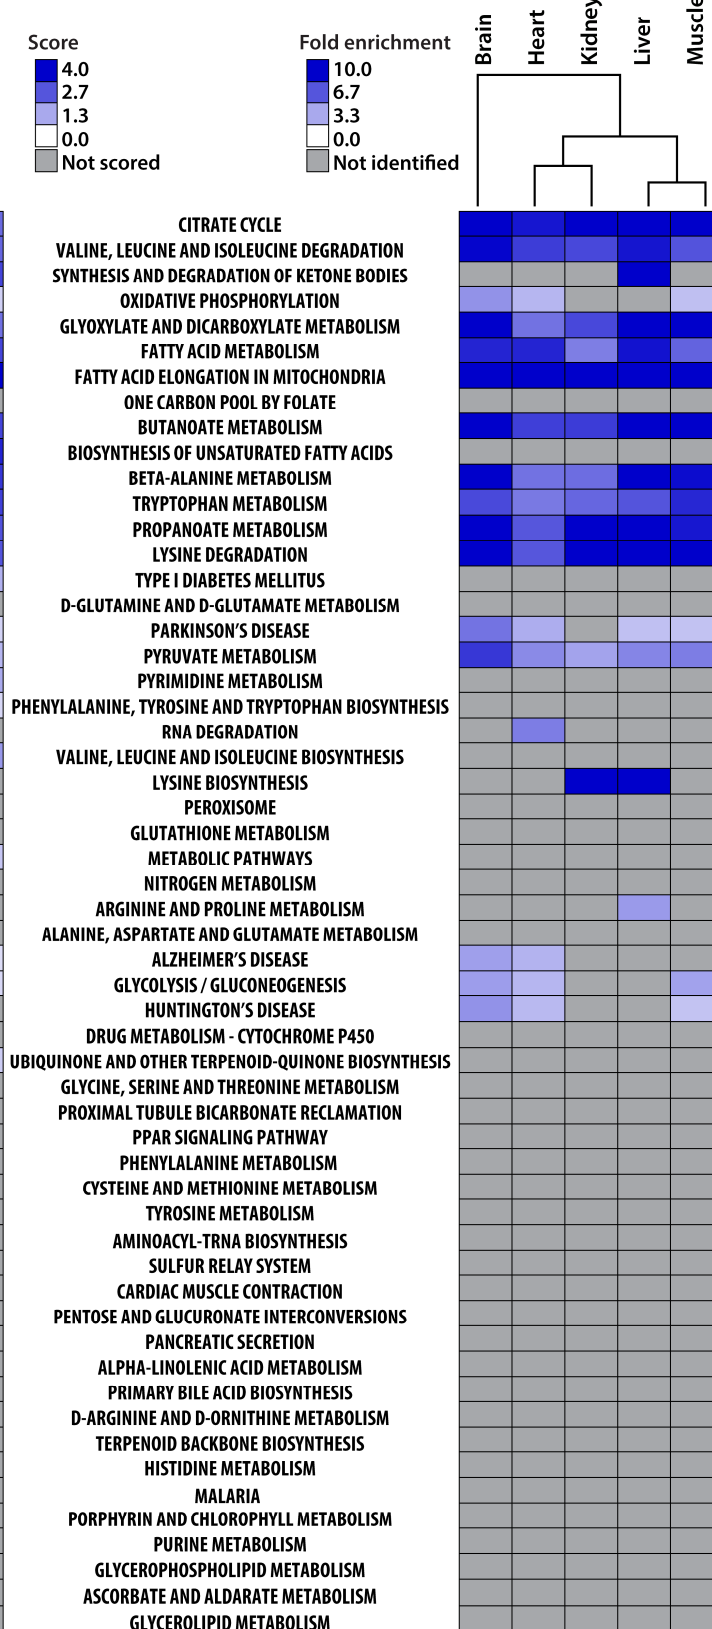 Score
4.0
2.7
1.3
0.0
Not scored
Fold enrichment
10.0
6.7
3.3
0.0
Not identified
Brain
Heart
Kidney
Liver
Muscle
CITRATE CYCLE
VALINE, LEUCINE AND ISOLEUCINE DEGRADATION
SYNTHESIS AND DEGRADATION OF KETONE BODIES
OXIDATIVE PHOSPHORYLATION
GLYOXYLATE AND DICARBOXYLATE METABOLISM
FATTY ACID METABOLISM
FATTY ACID ELONGATION IN MITOCHONDRIA
ONE CARBON POOL BY FOLATE
BUTANOATE METABOLISM
BIOSYNTHESIS OF UNSATURATED FATTY ACIDS
BETA-ALANINE METABOLISM
TRYPTOPHAN METABOLISM
PROPANOATE METABOLISM
LYSINE DEGRADATION
TYPE I DIABETES MELLITUS
D-GLUTAMINE AND D-GLUTAMATE METABOLISM
PARKINSON'S DISEASE
PYRUVATE METABOLISM
PYRIMIDINE METABOLISM
PHENYLALANINE, TYROSINE AND TRYPTOPHAN BIOSYNTHESIS
RNA DEGRADATION
VALINE, LEUCINE AND ISOLEUCINE BIOSYNTHESIS
LYSINE BIOSYNTHESIS
PEROXISOME
GLUTATHIONE METABOLISM
METABOLIC PATHWAYS
NITROGEN METABOLISM
ARGININE AND PROLINE METABOLISM
ALANINE, ASPARTATE AND GLUTAMATE METABOLISM
ALZHEIMER'S DISEASE
GLYCOLYSIS / GLUCONEOGENESIS
HUNTINGTON'S DISEASE
DRUG METABOLISM - CYTOCHROME P450
UBIQUINONE AND OTHER TERPENOID-QUINONE BIOSYNTHESIS
GLYCINE, SERINE AND THREONINE METABOLISM
PROXIMAL TUBULE BICARBONATE RECLAMATION
PPAR SIGNALING PATHWAY
PHENYLALANINE METABOLISM
CYSTEINE AND METHIONINE METABOLISM
TYROSINE METABOLISM
AMINOACYL-TRNA BIOSYNTHESIS
SULFUR RELAY SYSTEM
CARDIAC MUSCLE CONTRACTION
PENTOSE AND GLUCURONATE INTERCONVERSIONS
PANCREATIC SECRETION
ALPHA-LINOLENIC ACID METABOLISM
PRIMARY BILE ACID BIOSYNTHESIS
D-ARGININE AND D-ORNITHINE METABOLISM
TERPENOID BACKBONE BIOSYNTHESIS
HISTIDINE METABOLISM
MALARIA
PORPHYRIN AND CHLOROPHYLL METABOLISM
PURINE METABOLISM
GLYCEROPHOSPHOLIPID METABOLISM
ASCORBATE AND ALDARATE METABOLISM
GLYCEROLIPID METABOLISM